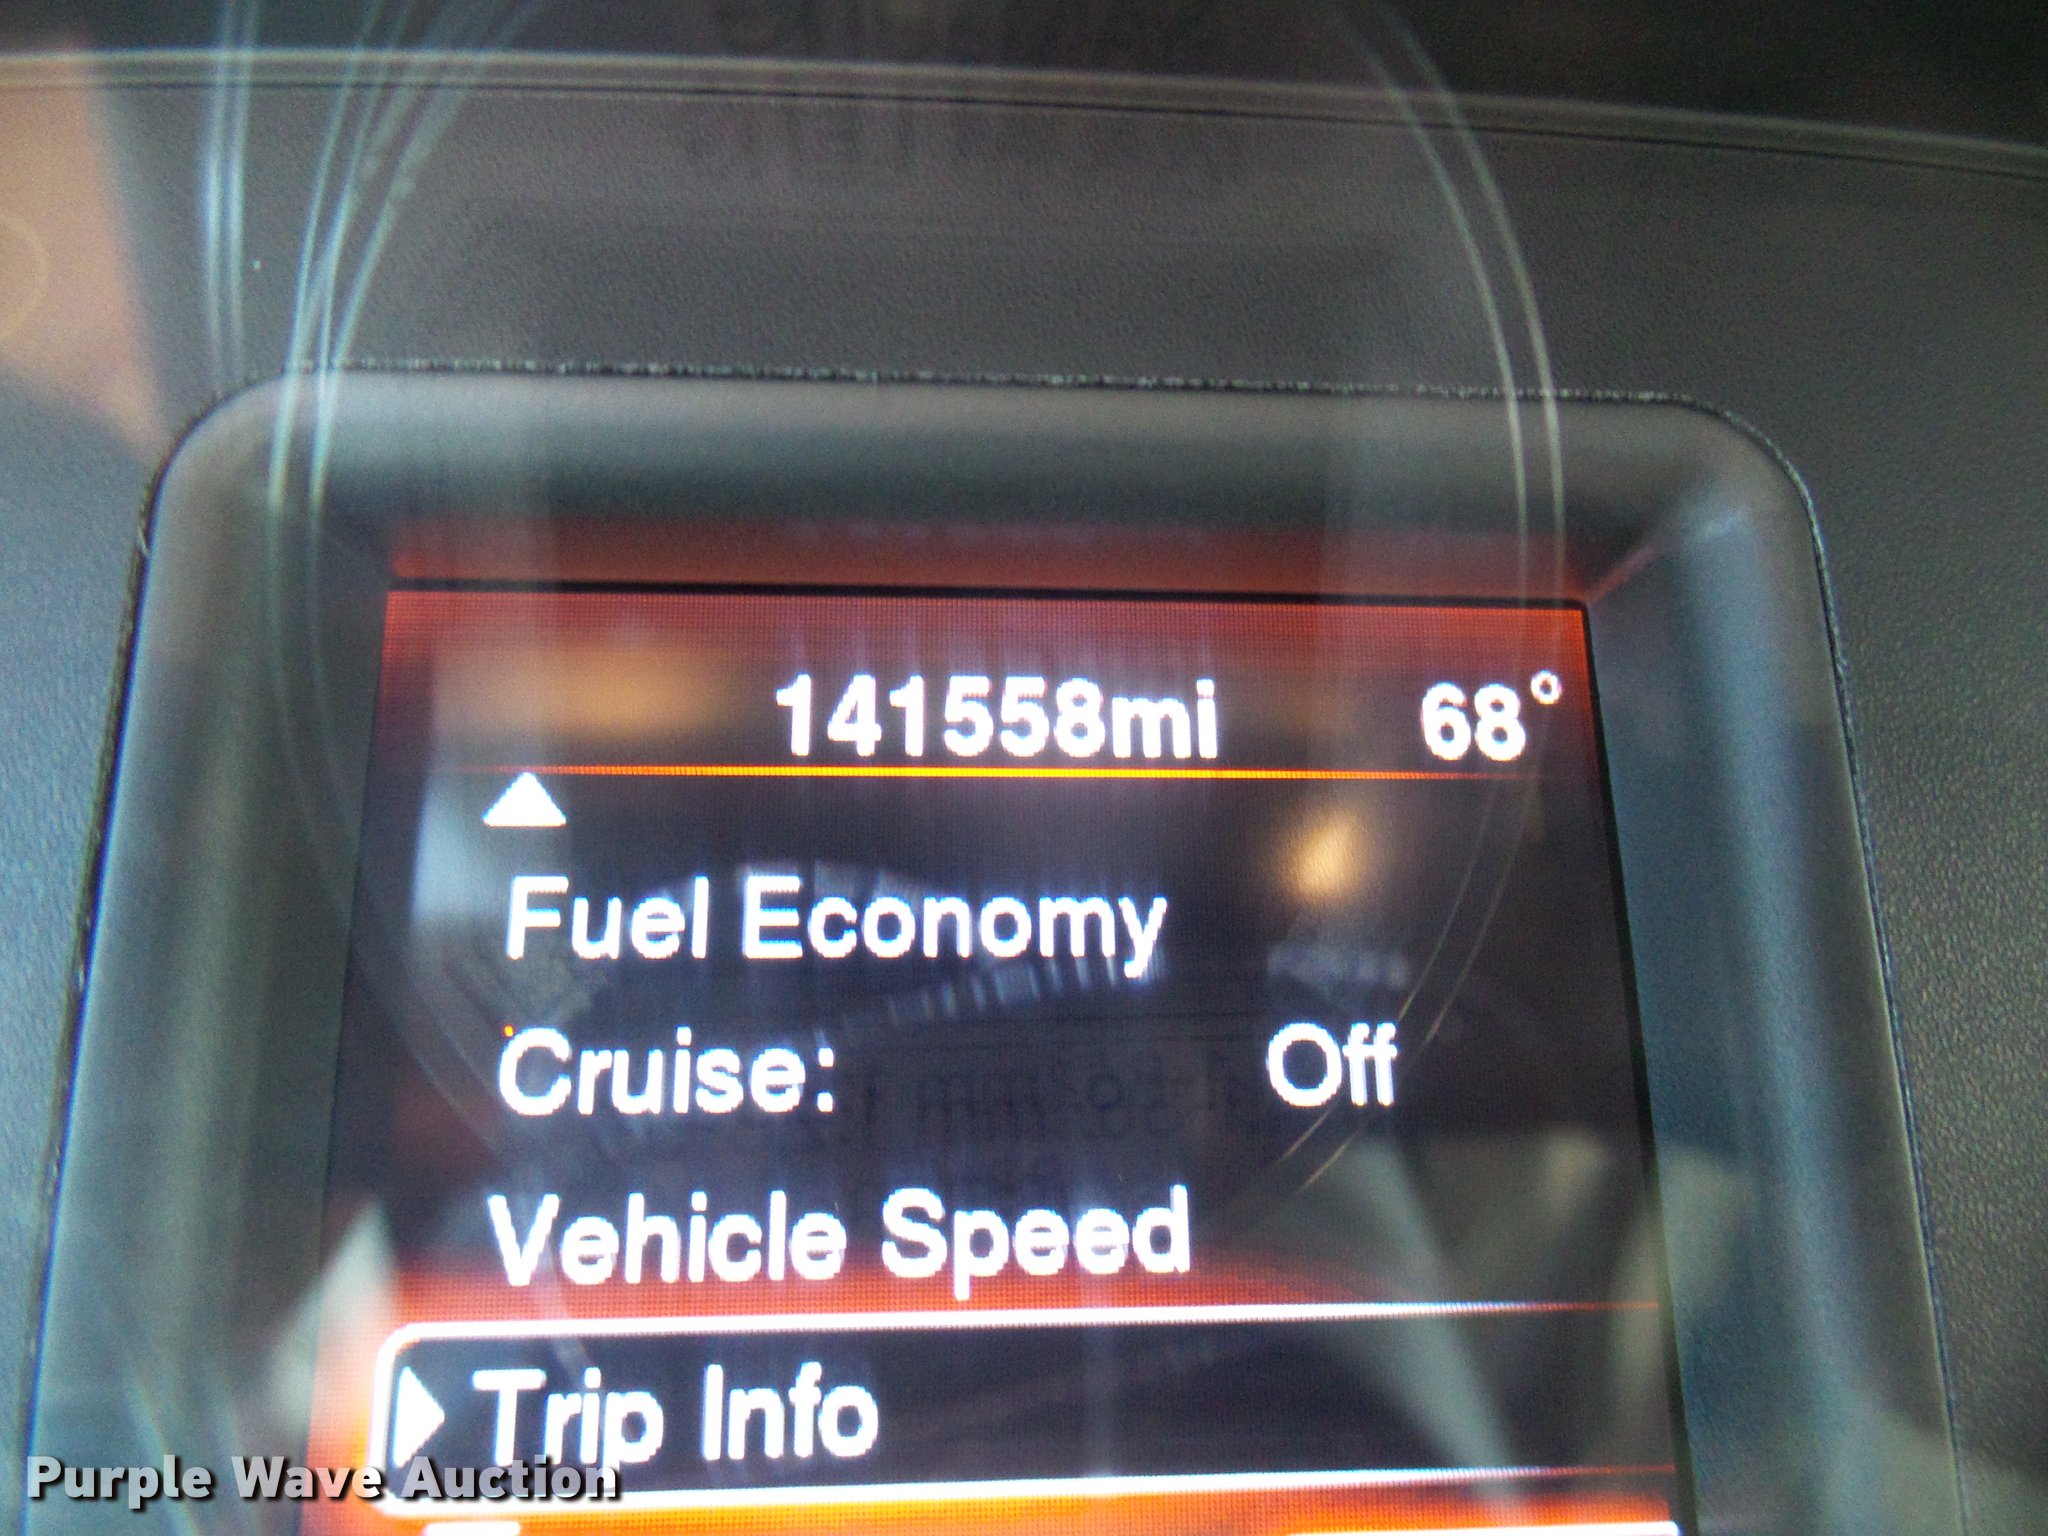 141558mi 68°
Fuel Economy
Cruise: Off
Vehicle Speed
Trip Info
Purple Wave Auction